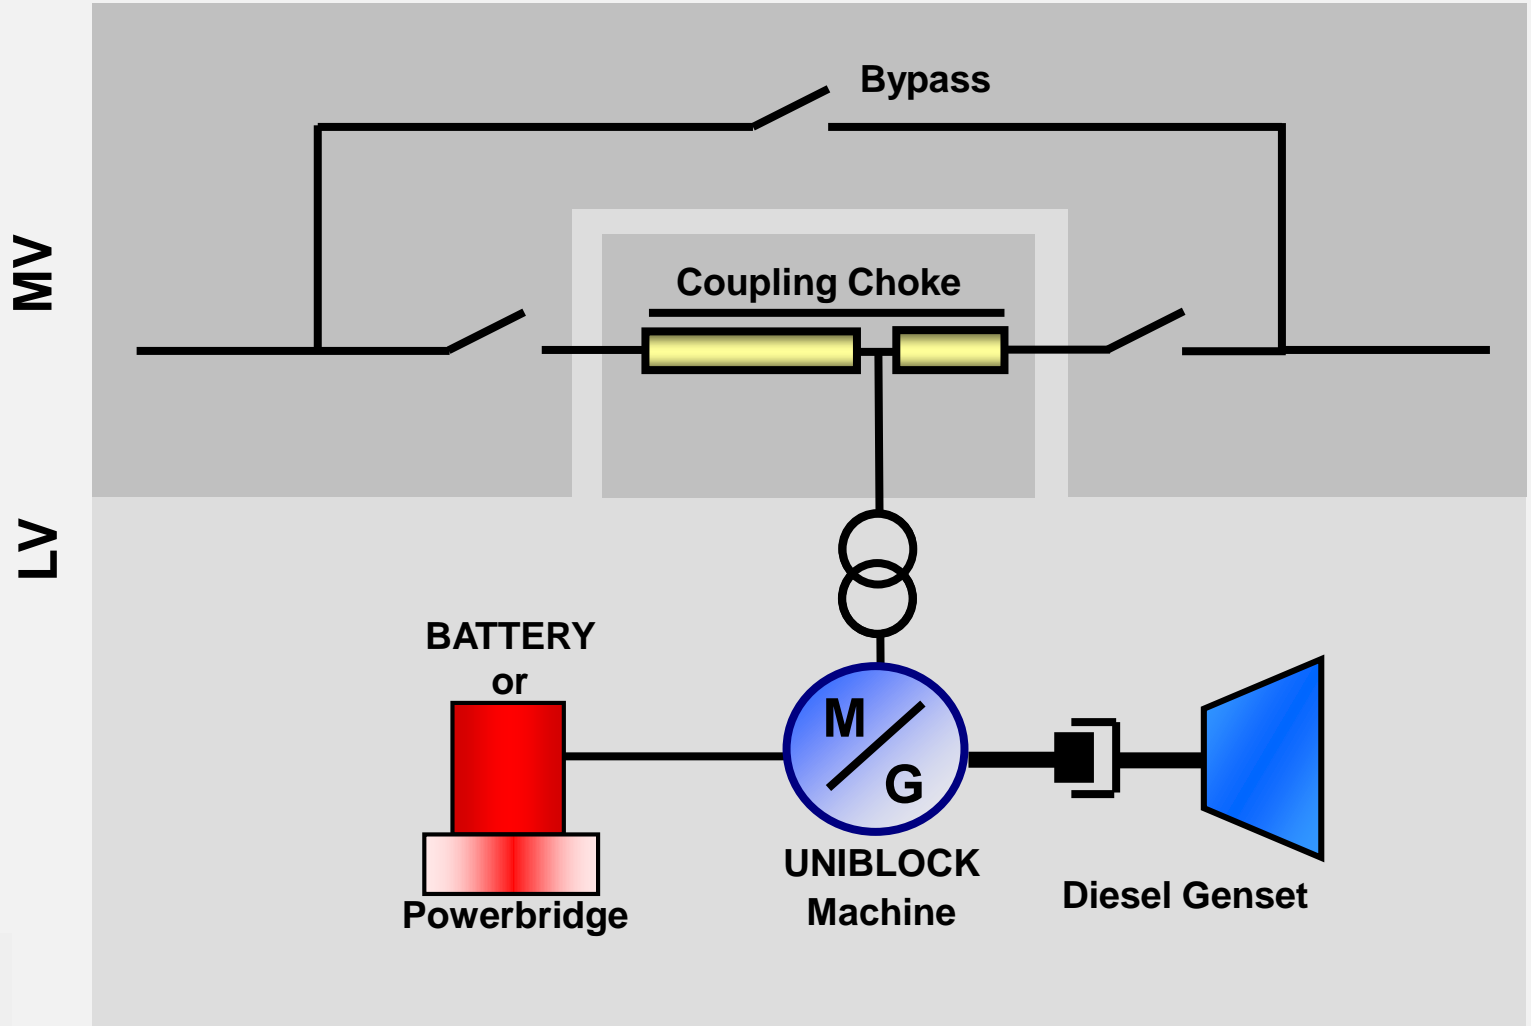 Bypass
MV
Coupling Choke
LV
BATTERY
or
Powerbridge
M
G
UNIBLOCK
Machine
Diesel Genset